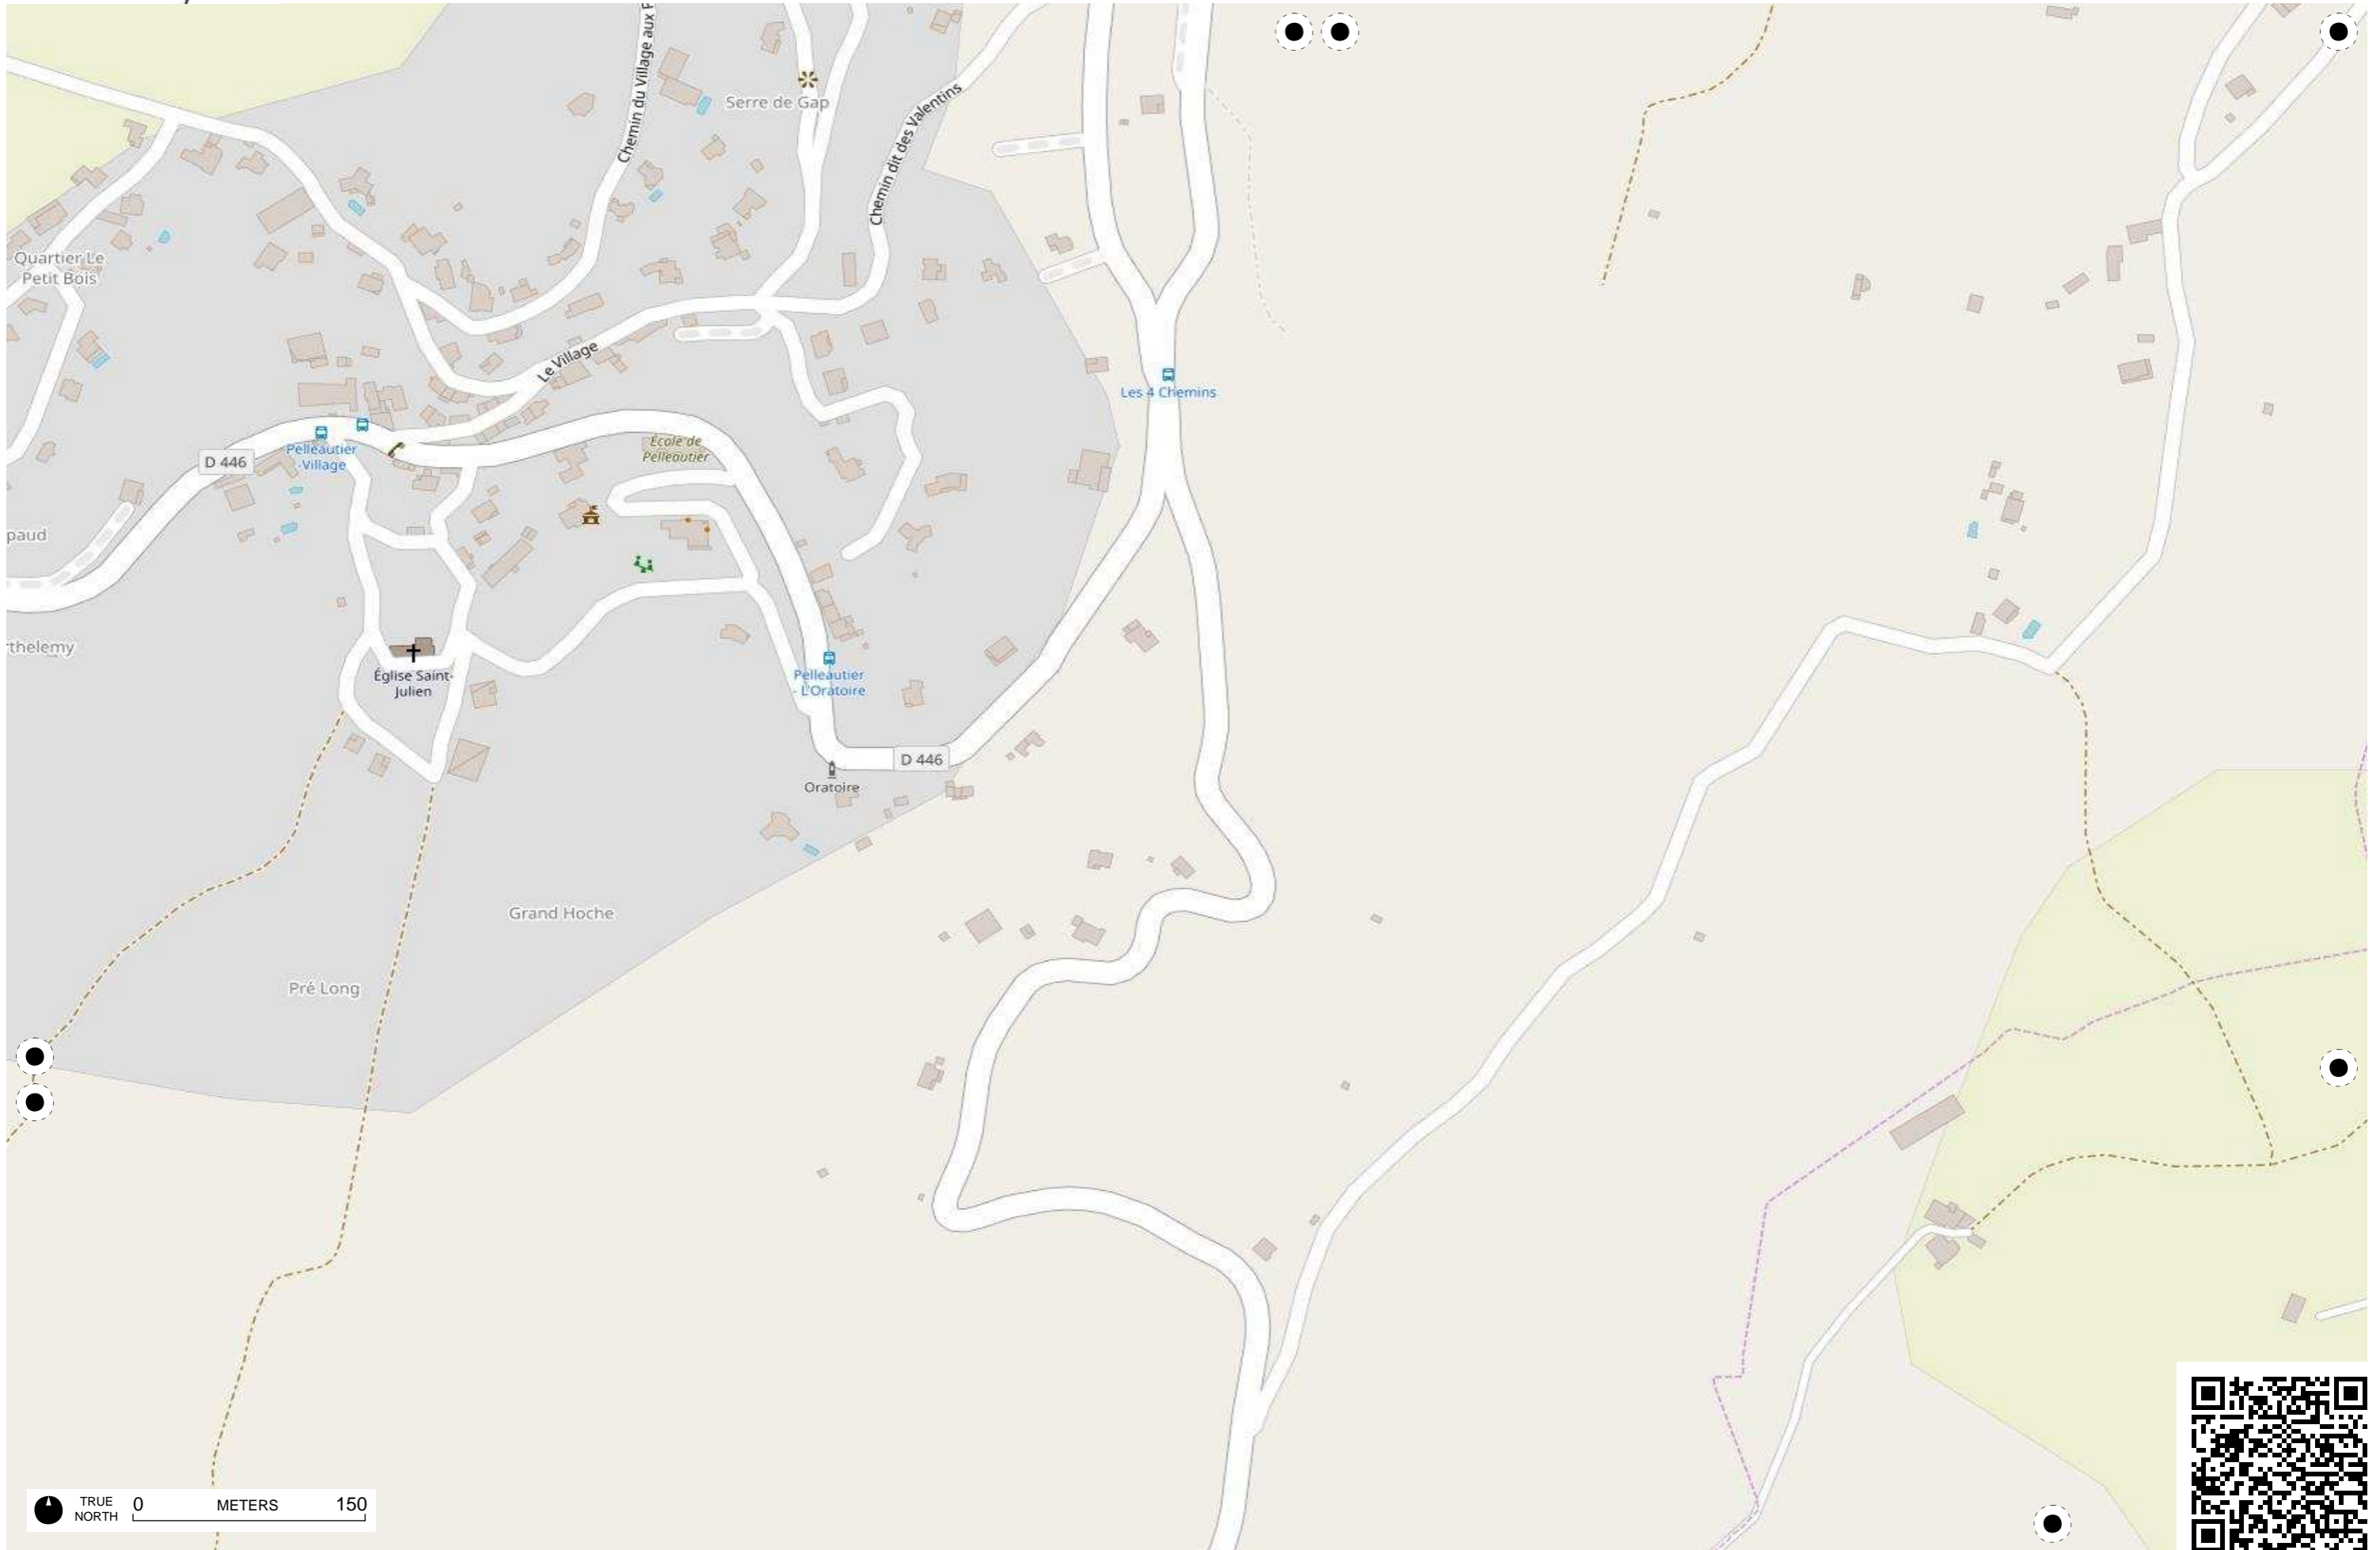 Chemin du Village aux F
Serre de Gap
Chemin dit des Valentins
Quartier Le
Petit Bois
Le Village
Les 4 Chemins
D 446
Pelleautier
-Village
École de
Pelleautier
paud
rthelemy
Église Saint-
Julien
Pelleautier
- L'Oratoire
D 446
Oratoire
Grand Hoche
Pré Long
TRUE
NORTH
0 METERS 150